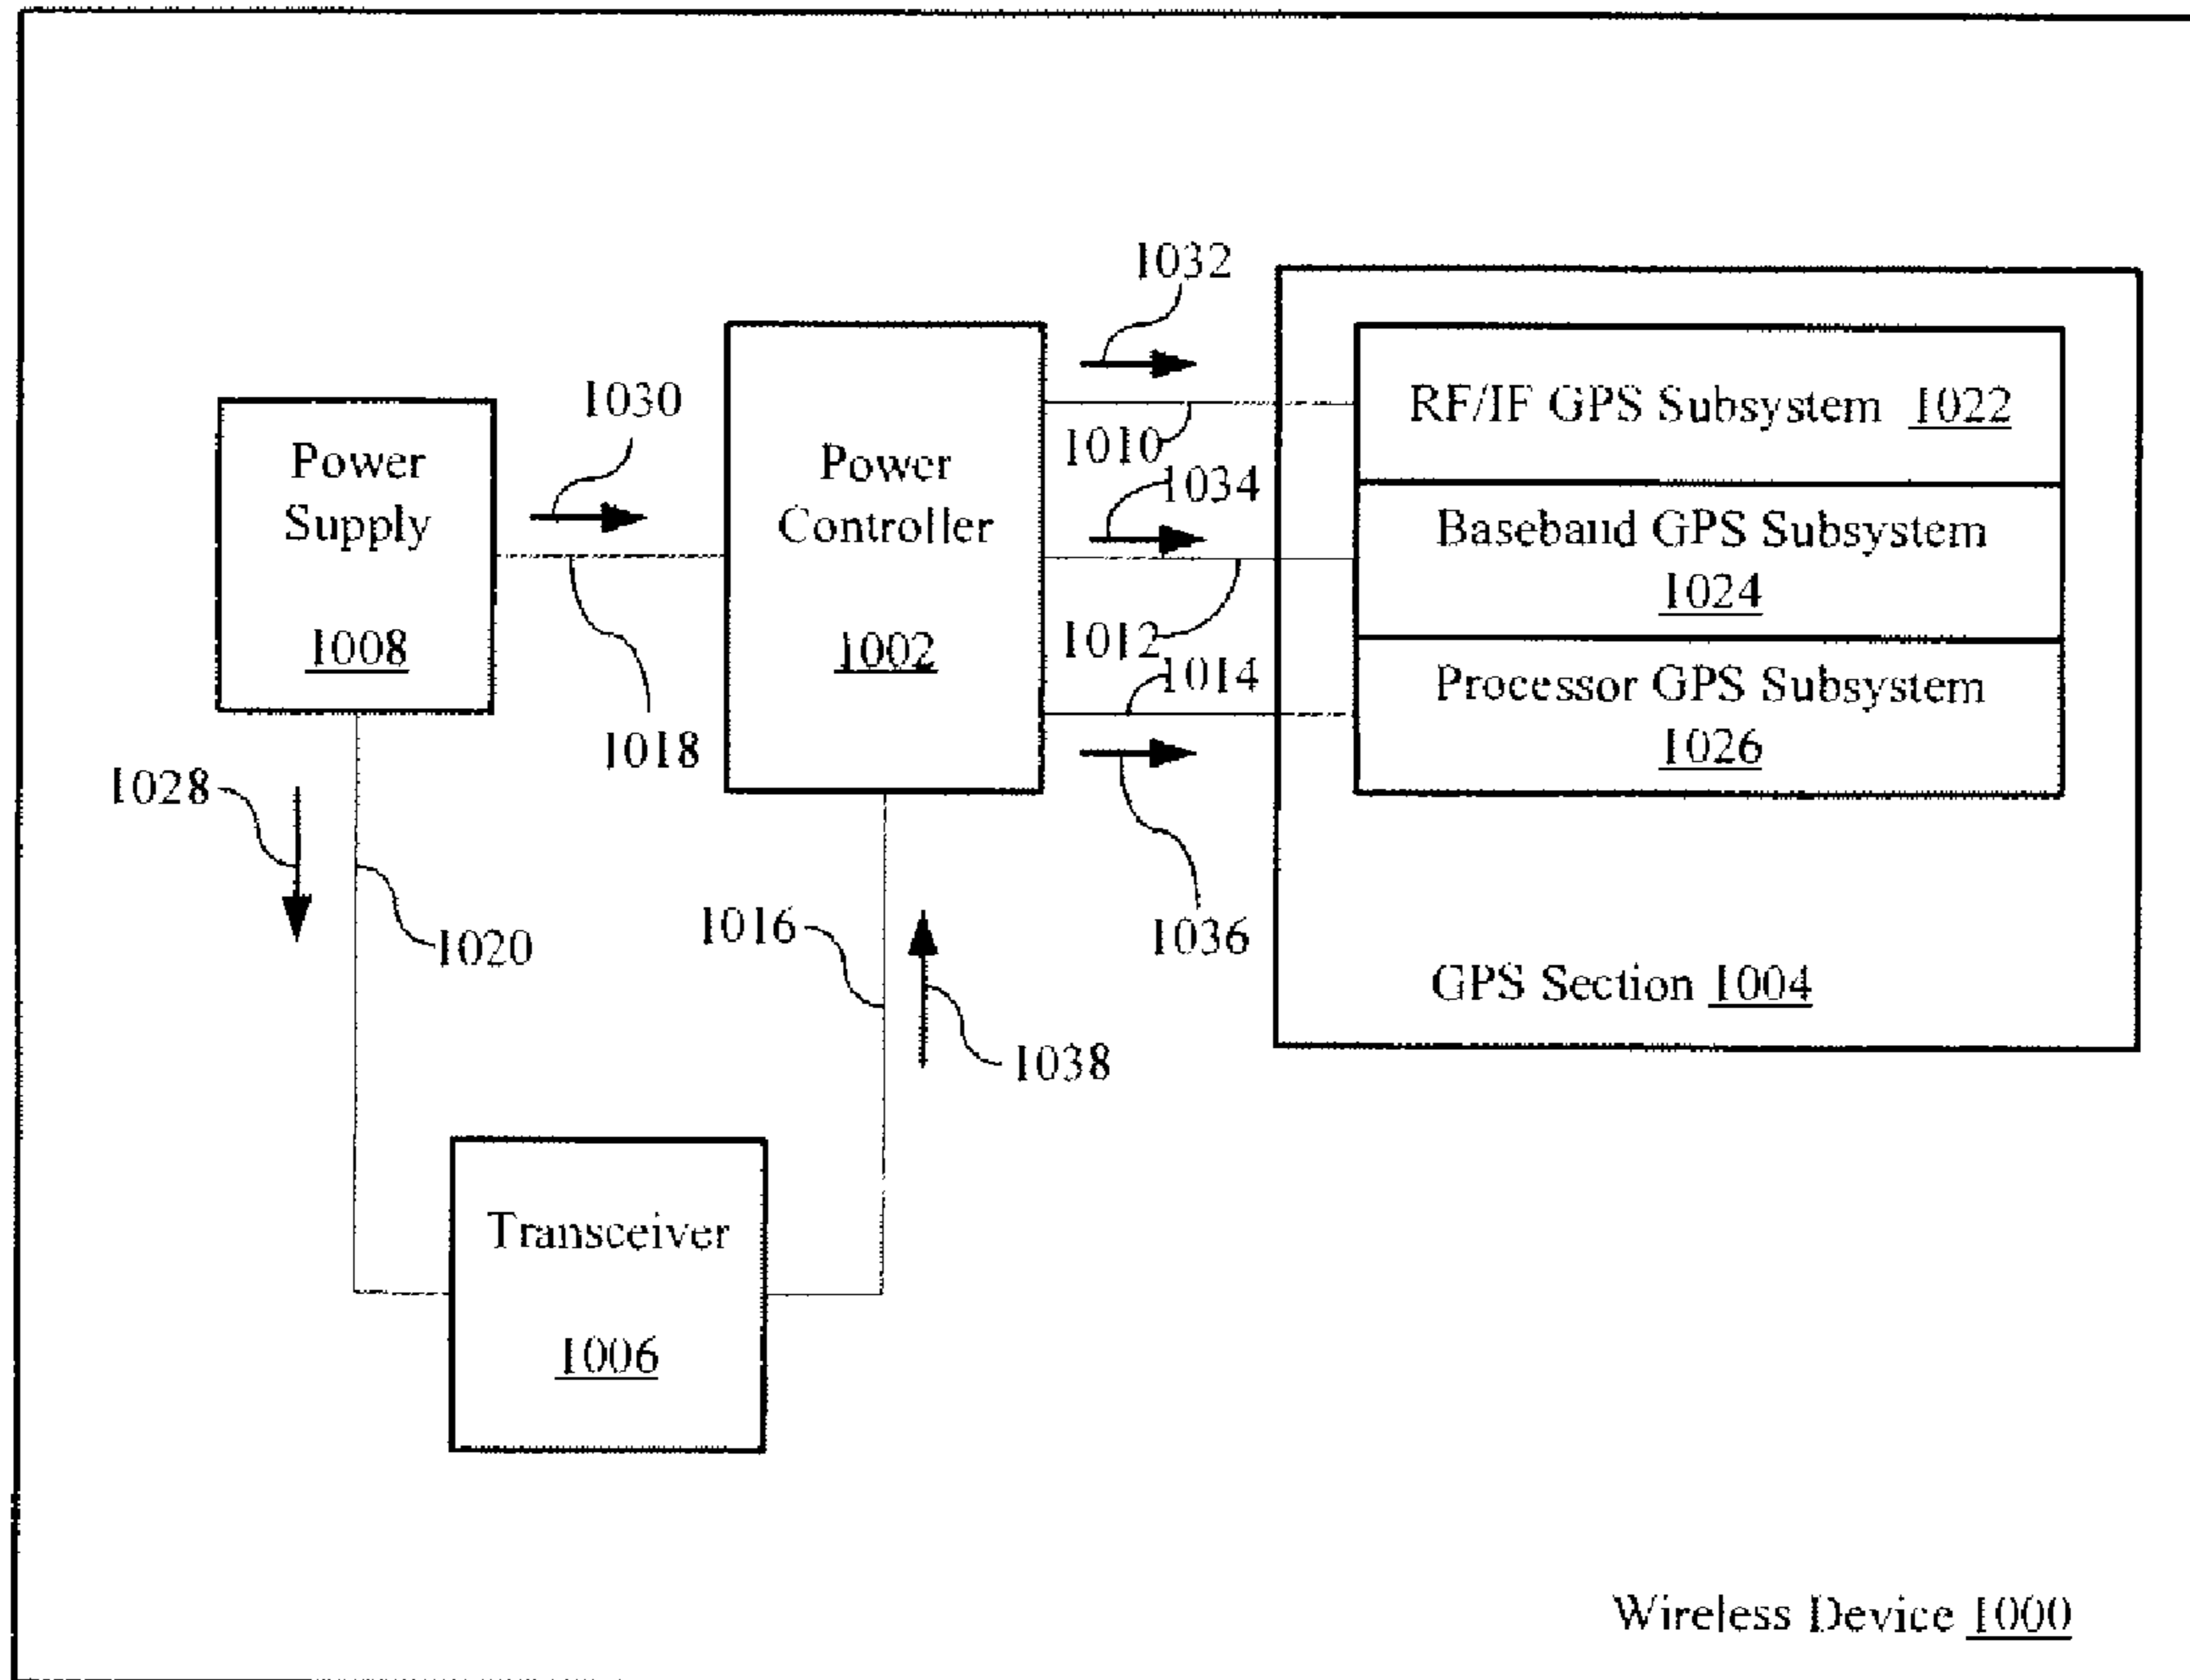 1032
1030
Power
Supply
1008
Power
Controller
1002
1010
1034
1012
1014
1018
RF/IF GPS Subsystem 1022
Baseband GPS Subsystem
1024
Processor GPS Subsystem
1026
1028
1020
1016
1036
1038
GPS Section 1004
Transceiver
1006
Wireless Device 1000